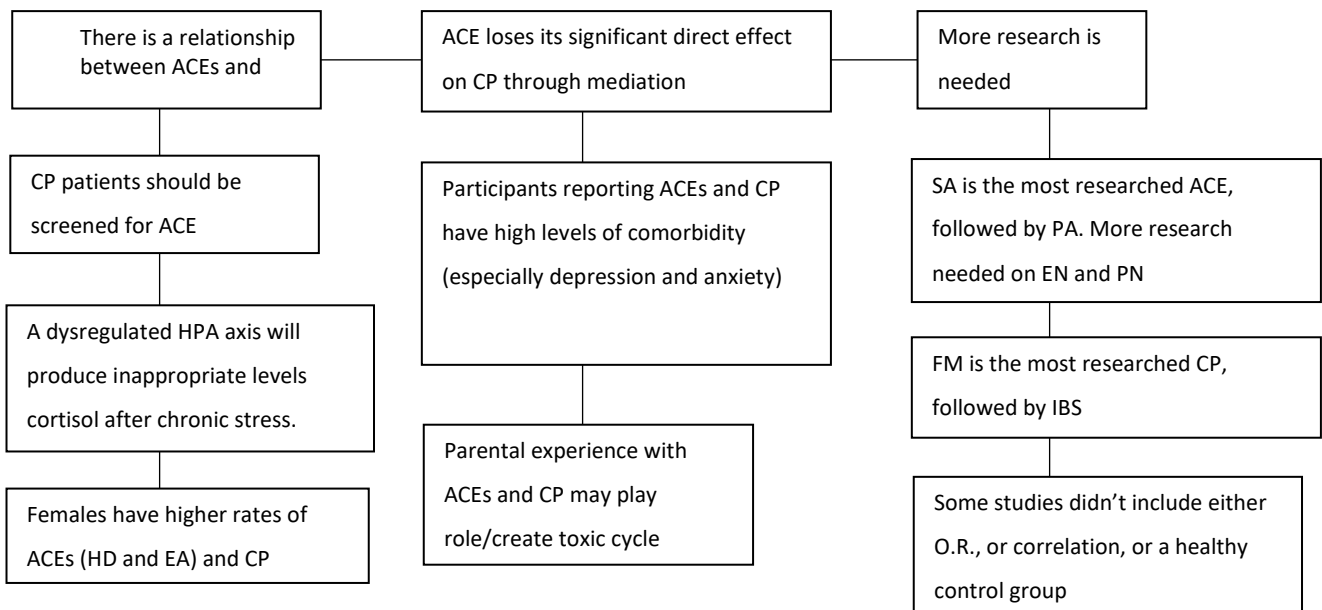 There is a relationship
between ACEs and
ACE loses its significant direct effect
on CP through mediation
More research is
needed
CP patients should be
screened for ACE
Participants reporting ACEs and CP
have high levels of comorbidity
(especially depression and anxiety)
SA is the most researched ACE,
followed by PA. More research
needed on EN and PN
A dysregulated HPA axis will
produce inappropriate levels
cortisol after chronic stress.
FM is the most researched CP,
followed by IBS
Parental experience with
ACEs and CP may play
role/create toxic cycle
Females have higher rates of
ACEs (HD and EA) and CP
Some studies didn’t include either
O.R., or correlation, or a healthy
control group